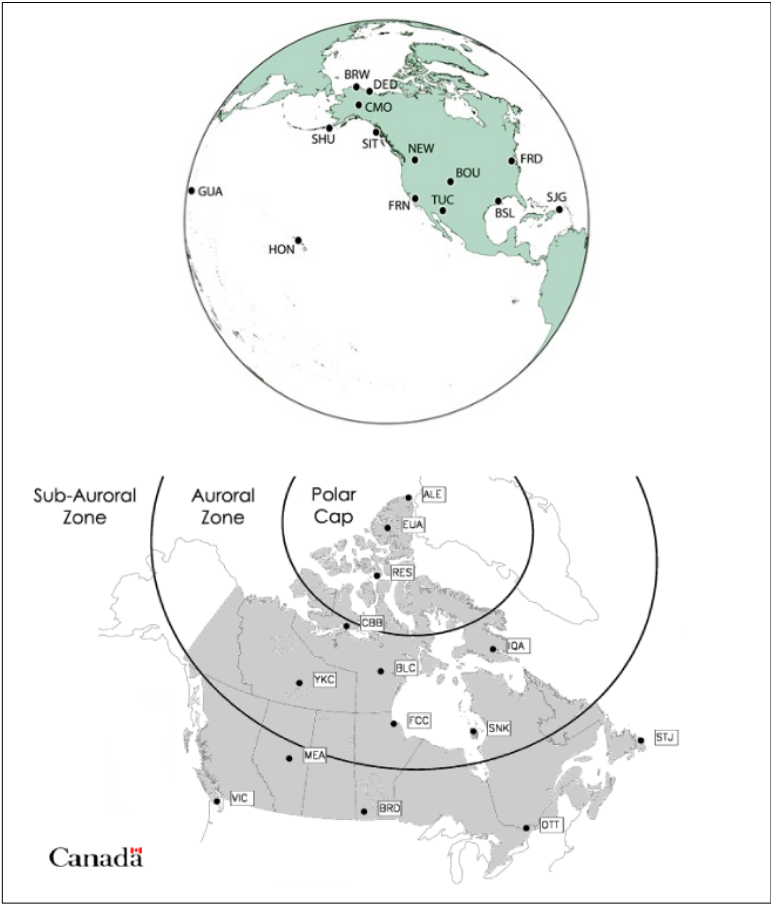 BRW
DED
CMO
SHU
SIT
NEW
FRD
BOU
GUA
FRN
TUC
BSL
SJG
HON
Sub-Auroral
Zone
Auroral
Zone
Polar
Cap
ALE
EUA
RES
CBB
IQA
BLC
YKC
FCC
SNK
STJ
MEA
VIC
BRD
OTT
Canada